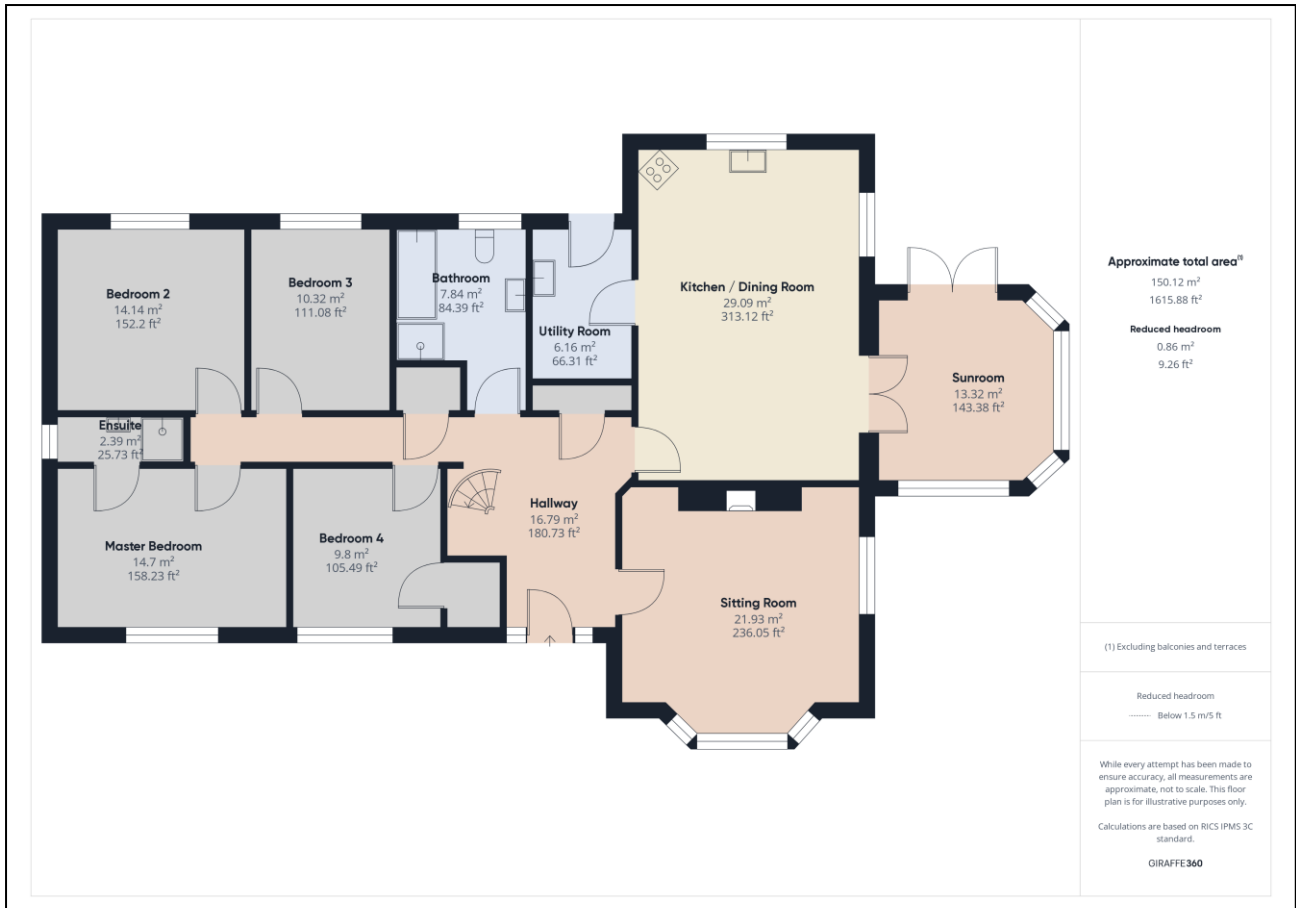 Bedroom 2
14.14 m²
152.2 ft²
Bedroom 3
10.32 m²
111.08 ft²
Bathroom
7.84 m²
84.39 ft²
Utility Room
6.16 m²
66.31 ft²
Kitchen / Dining Room
29.09 m²
313.12 ft²
Sunroom
13.32 m²
143.38 ft²
Ensuite
2.39 m²
25.73 ft²
Master Bedroom
14.7 m²
158.23 ft²
Bedroom 4
9.8 m²
105.49 ft²
Hallway
16.79 m²
180.73 ft²
Sitting Room
21.93 m²
236.05 ft²
Approximate total area⁽¹⁾
150.12 m²
1615.88 ft²
Reduced headroom
0.86 m²
9.26 ft²
(1) Excluding balconies and terraces
Reduced headroom
Below 1.5 m/5 ft
While every attempt has been made to
ensure accuracy, all measurements are
approximate, not to scale. This floor
plan is for illustrative purposes only.
Calculations are based on RICS IPMS 3C
standard.
GIRAFFE360